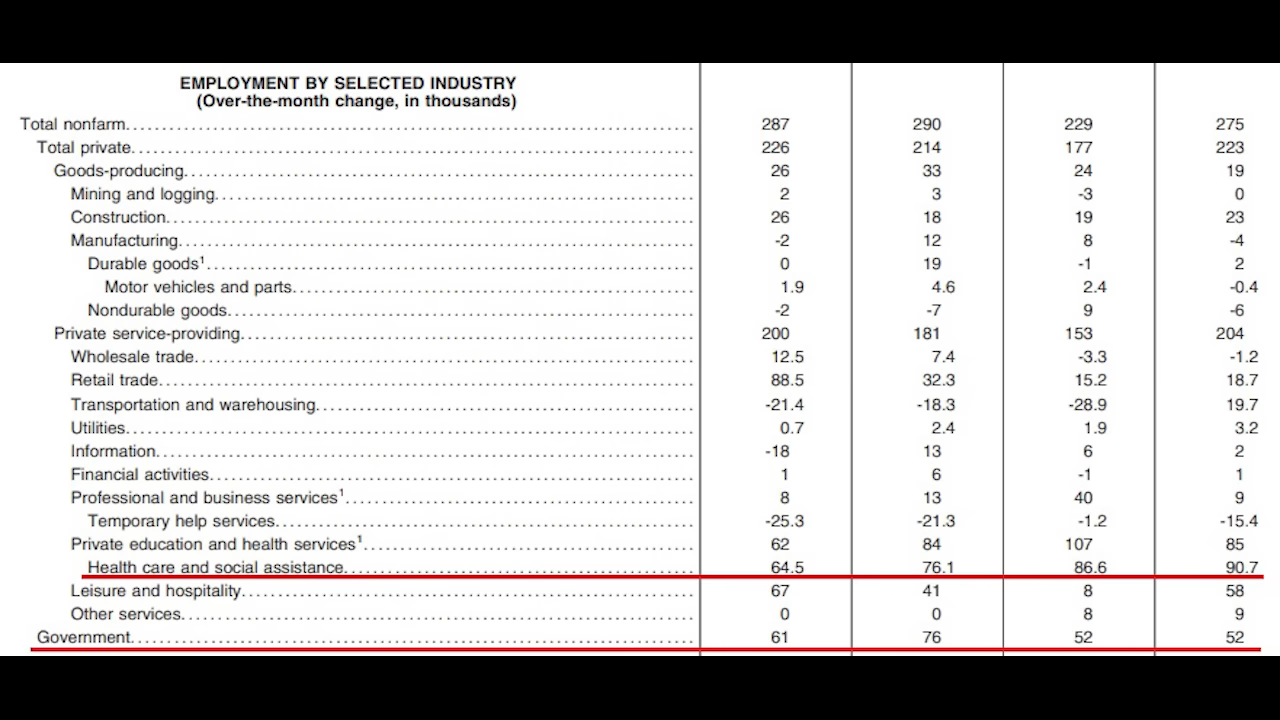 EMPLOYMENT BY SELECTED INDUSTRY
(Over-the-month change, in thousands)
Total nonfarm 287 290 229 275
Total private 226 214 177 223
Goods-producing 26 33 24 19
Mining and logging 2 3 -3 0
Construction 26 18 19 23
Manufacturing -2 12 8 -4
Durable goods¹ 0 19 -1 2
Motor vehicles and parts 1.9 4.6 2.4 -0.4
Nondurable goods -2 -7 9 -6
Private service-providing 200 181 153 204
Wholesale trade 12.5 7.4 -3.3 -1.2
Retail trade 88.5 32.3 15.2 18.7
Transportation and warehousing -21.4 -18.3 -28.9 19.7
Utilities 0.7 2.4 1.9 3.2
Information -18 13 6 2
Financial activities 1 6 -1 1
Professional and business services¹ 8 13 40 9
Temporary help services -25.3 -21.3 -1.2 -15.4
Private education and health services¹ 62 84 107 85
Health care and social assistance 64.5 76.1 86.6 90.7
Leisure and hospitality 67 41 8 58
Other services 0 0 8 9
Government 61 76 52 52